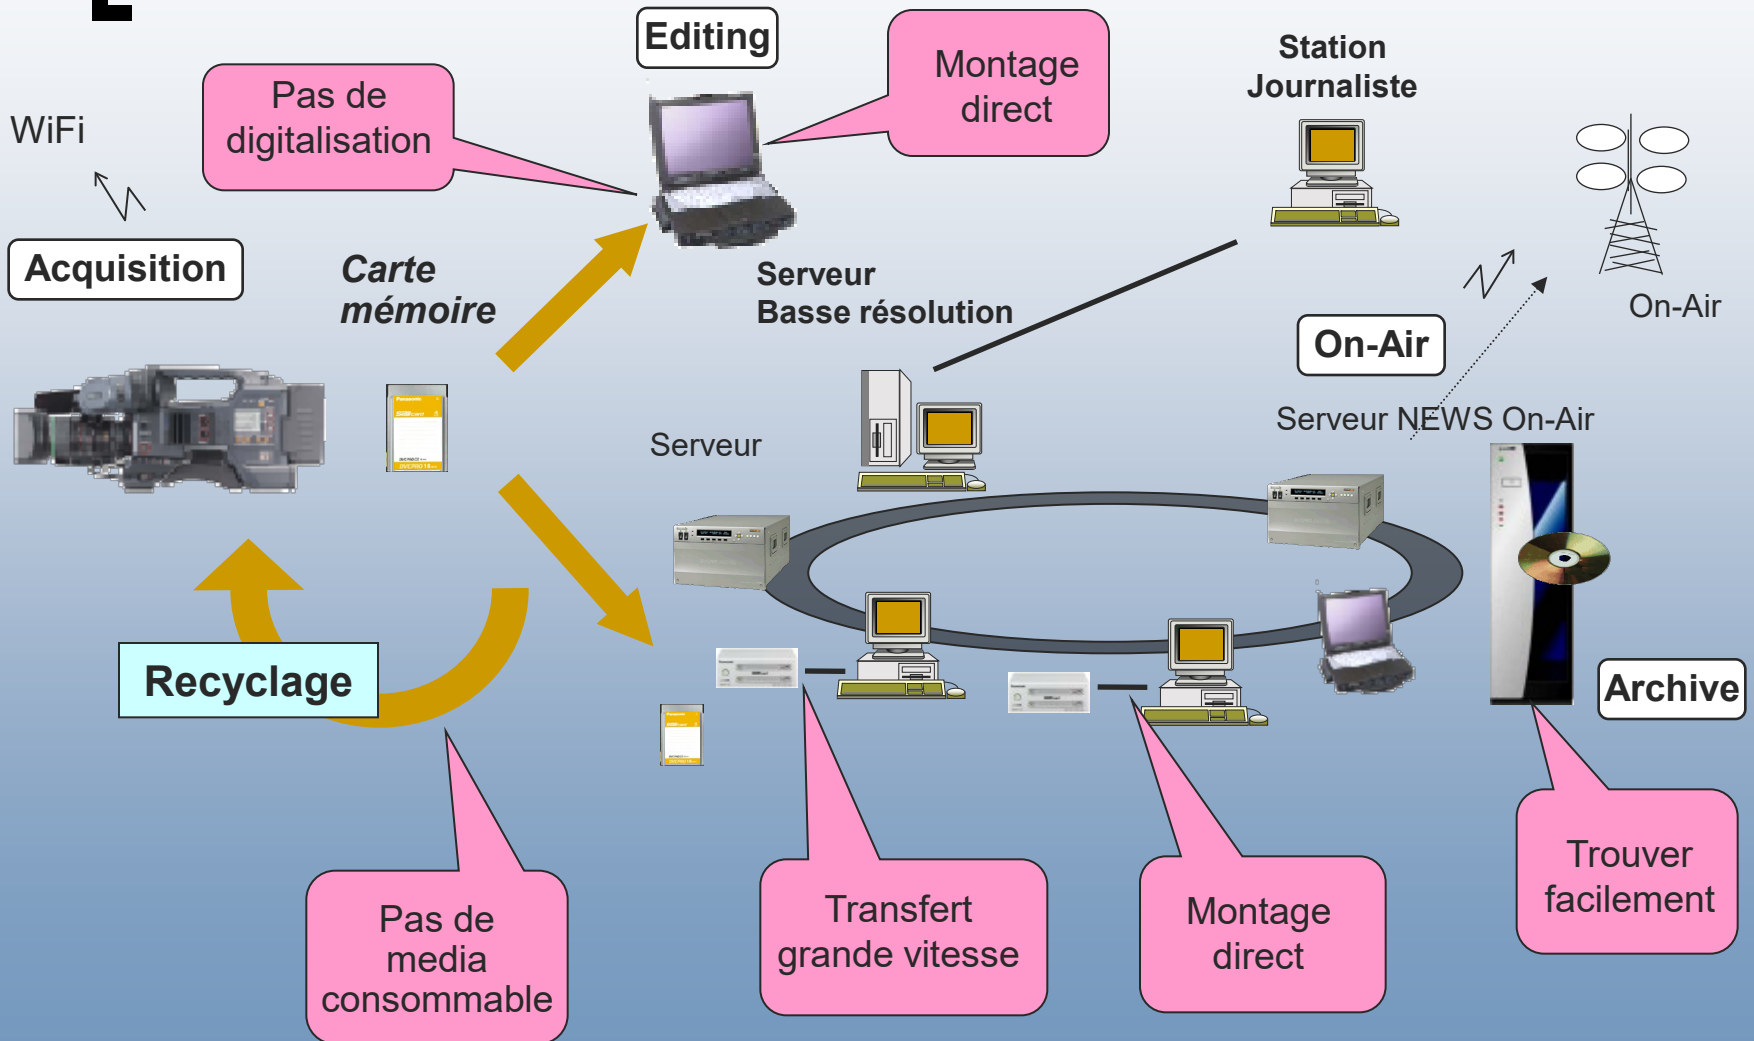 Editing
Montage
direct
Station
Journaliste
Pas de
digitalisation
WiFi
Acquisition
Carte
mémoire
Serveur
Basse résolution
On-Air
On-Air
Serveur NEWS On-Air
Serveur
Panasonic
Recyclage
Archive
Pas de
media
consommable
Transfert
grande vitesse
Montage
direct
Trouver
facilement